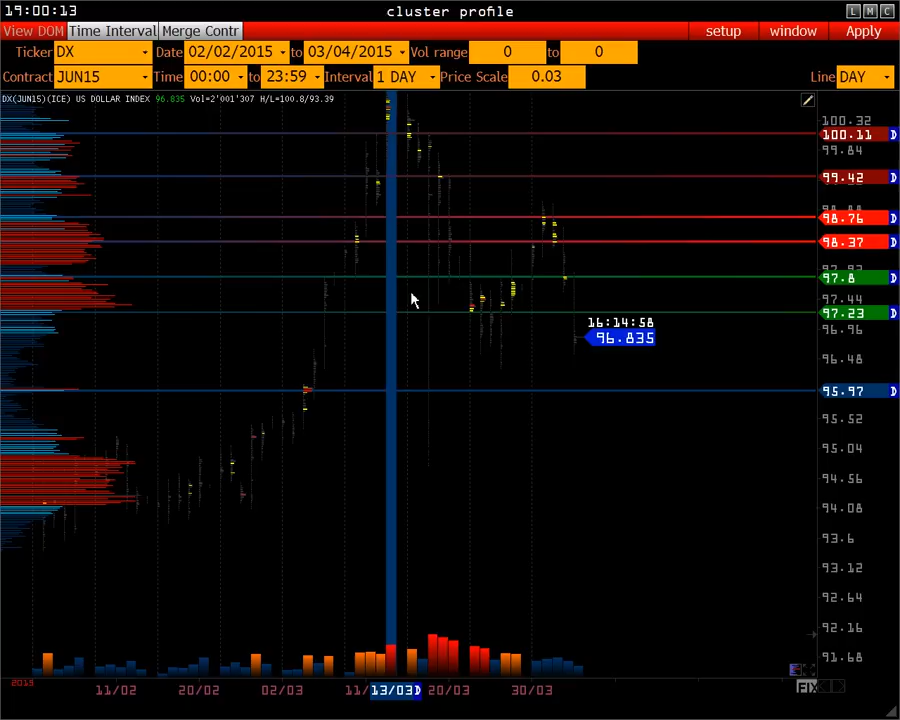 19:00:13 cluster profile L M C
View DOM Time Interval Merge Contr setup window Apply
Ticker DX Date 02/02/2015 to 03/04/2015 Vol range 0 to 0
Contract JUN15 Time 00:00 to 23:59 Interval 1 DAY Price Scale 0.03 Line DAY
DX(JUN15)(ICE) US DOLLAR INDEX 96.835 Vol=2'001'307 H/L=100.8/93.39
100.32
100.11 D
99.84
99.42 D
98.76 D
98.37 D
97.8 D
97.44
97.23 D
16:14:58
96.96
96.835
96.48
95.97 D
95.52
95.04
94.56
94.08
93.6
93.12
92.64
92.16
91.68
2015 11/02 20/02 02/03 11/ 13/03 D 20/03 30/03 FIX